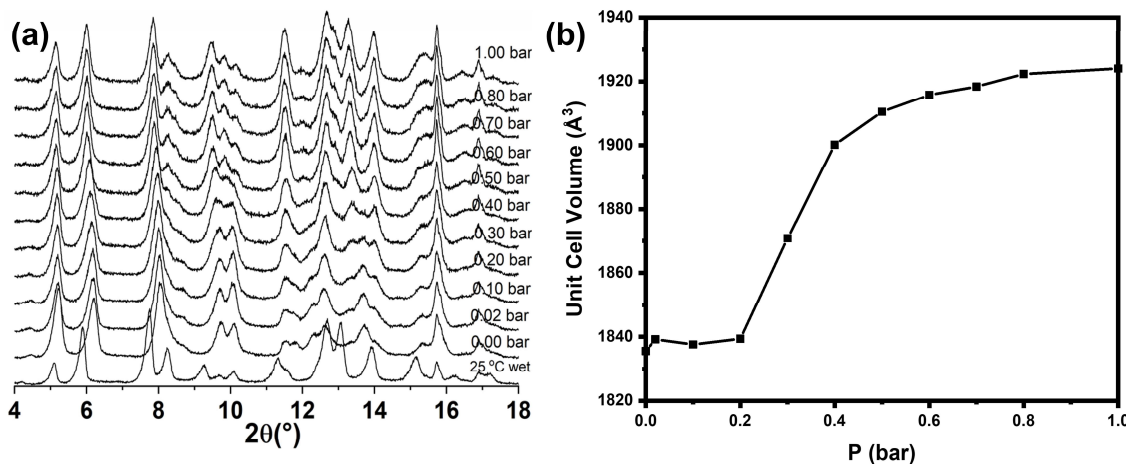 (a)
1.00 bar
0.80 bar
0.70 bar
0.60 bar
0.50 bar
0.40 bar
0.30 bar
0.20 bar
0.10 bar
0.02 bar
0.00 bar
25 °C wet
4 6 8 10 12 14 16 18
2θ(°)
(b)
1940
1920
1900
1880
1860
1840
1820
Unit Cell Volume (Å³)
0.0 0.2 0.4 0.6 0.8 1.0
P (bar)